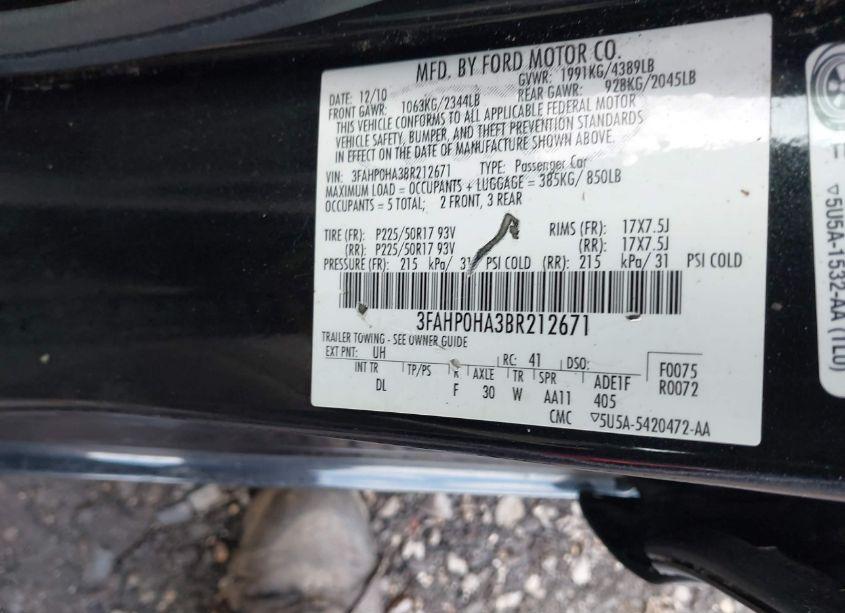 MFD. BY FORD MOTOR CO.
DATE: 12/10 GVWR: 1991KG/4389LB
FRONT GAWR: 1063KG/2344LB REAR GAWR: 928KG/2045LB
THIS VEHICLE CONFORMS TO ALL APPLICABLE FEDERAL MOTOR
VEHICLE SAFETY, BUMPER, AND THEFT PREVENTION STANDARDS
IN EFFECT ON THE DATE OF MANUFACTURE SHOWN ABOVE.
VIN: 3FAHP0HA3BR212671 TYPE: Passenger Car
MAXIMUM LOAD = OCCUPANTS + LUGGAGE = 385KG/ 850LB
OCCUPANTS = 5 TOTAL; 2 FRONT, 3 REAR
TIRE (FR): P225/50R17 93V RIMS (FR): 17X7.5J
(RR): P225/50R17 93V (RR): 17X7.5J
PRESSURE (FR): 215 kPa/ 31 PSI COLD (RR): 215 kPa/ 31 PSI COLD
3FAHP0HA3BR212671
TRAILER TOWING - SEE OWNER GUIDE
EXT PNT: UH RC: 41 DSO: F0075
INT TR TP/PS R AXLE TR SPR ADE1F R0072
DL F 30 W AA11 405
CMC ▽5U5A-5420472-AA
▽5U5A-1532-AA (TEU)